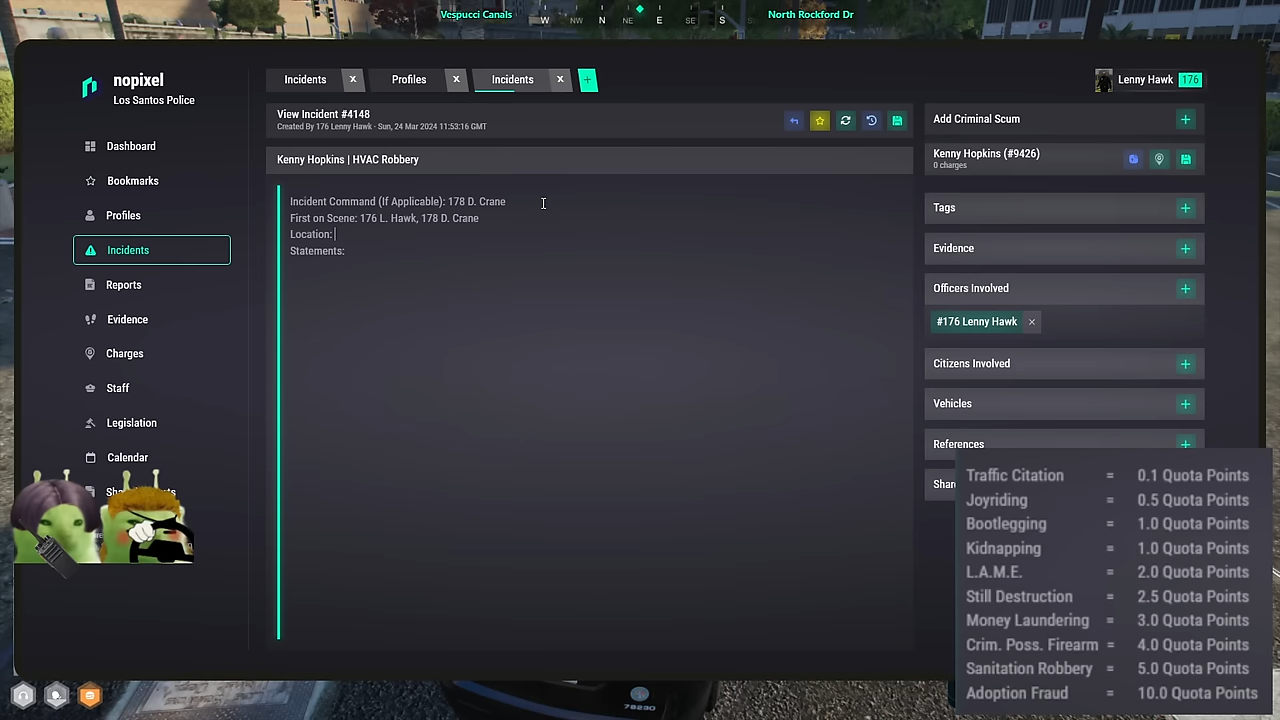 Vespucci Canals
W NW N NE E SE S
North Rockford Dr
nopixel
Los Santos Police
Incidents x
Profiles x
Incidents x
+
Lenny Hawk 176
View Incident #4148
Created By 176 Lenny Hawk - Sun, 24 Mar 2024 11:53:16 GMT
Kenny Hopkins | HVAC Robbery
Incident Command (If Applicable): 178 D. Crane
First on Scene: 176 L. Hawk, 178 D. Crane
Location:
Statements:
Dashboard
Bookmarks
Profiles
Incidents
Reports
Evidence
Charges
Staff
Legislation
Calendar
Add Criminal Scum +
Kenny Hopkins (#9426)
0 charges
Tags +
Evidence +
Officers Involved +
#176 Lenny Hawk ×
Citizens Involved +
Vehicles +
References +
Traffic Citation = 0.1 Quota Points
Joyriding = 0.5 Quota Points
Bootlegging = 1.0 Quota Points
Kidnapping = 1.0 Quota Points
L.A.M.E. = 2.0 Quota Points
Still Destruction = 2.5 Quota Points
Money Laundering = 3.0 Quota Points
Crim. Poss. Firearm = 4.0 Quota Points
Sanitation Robbery = 5.0 Quota Points
Adoption Fraud = 10.0 Quota Points
78230